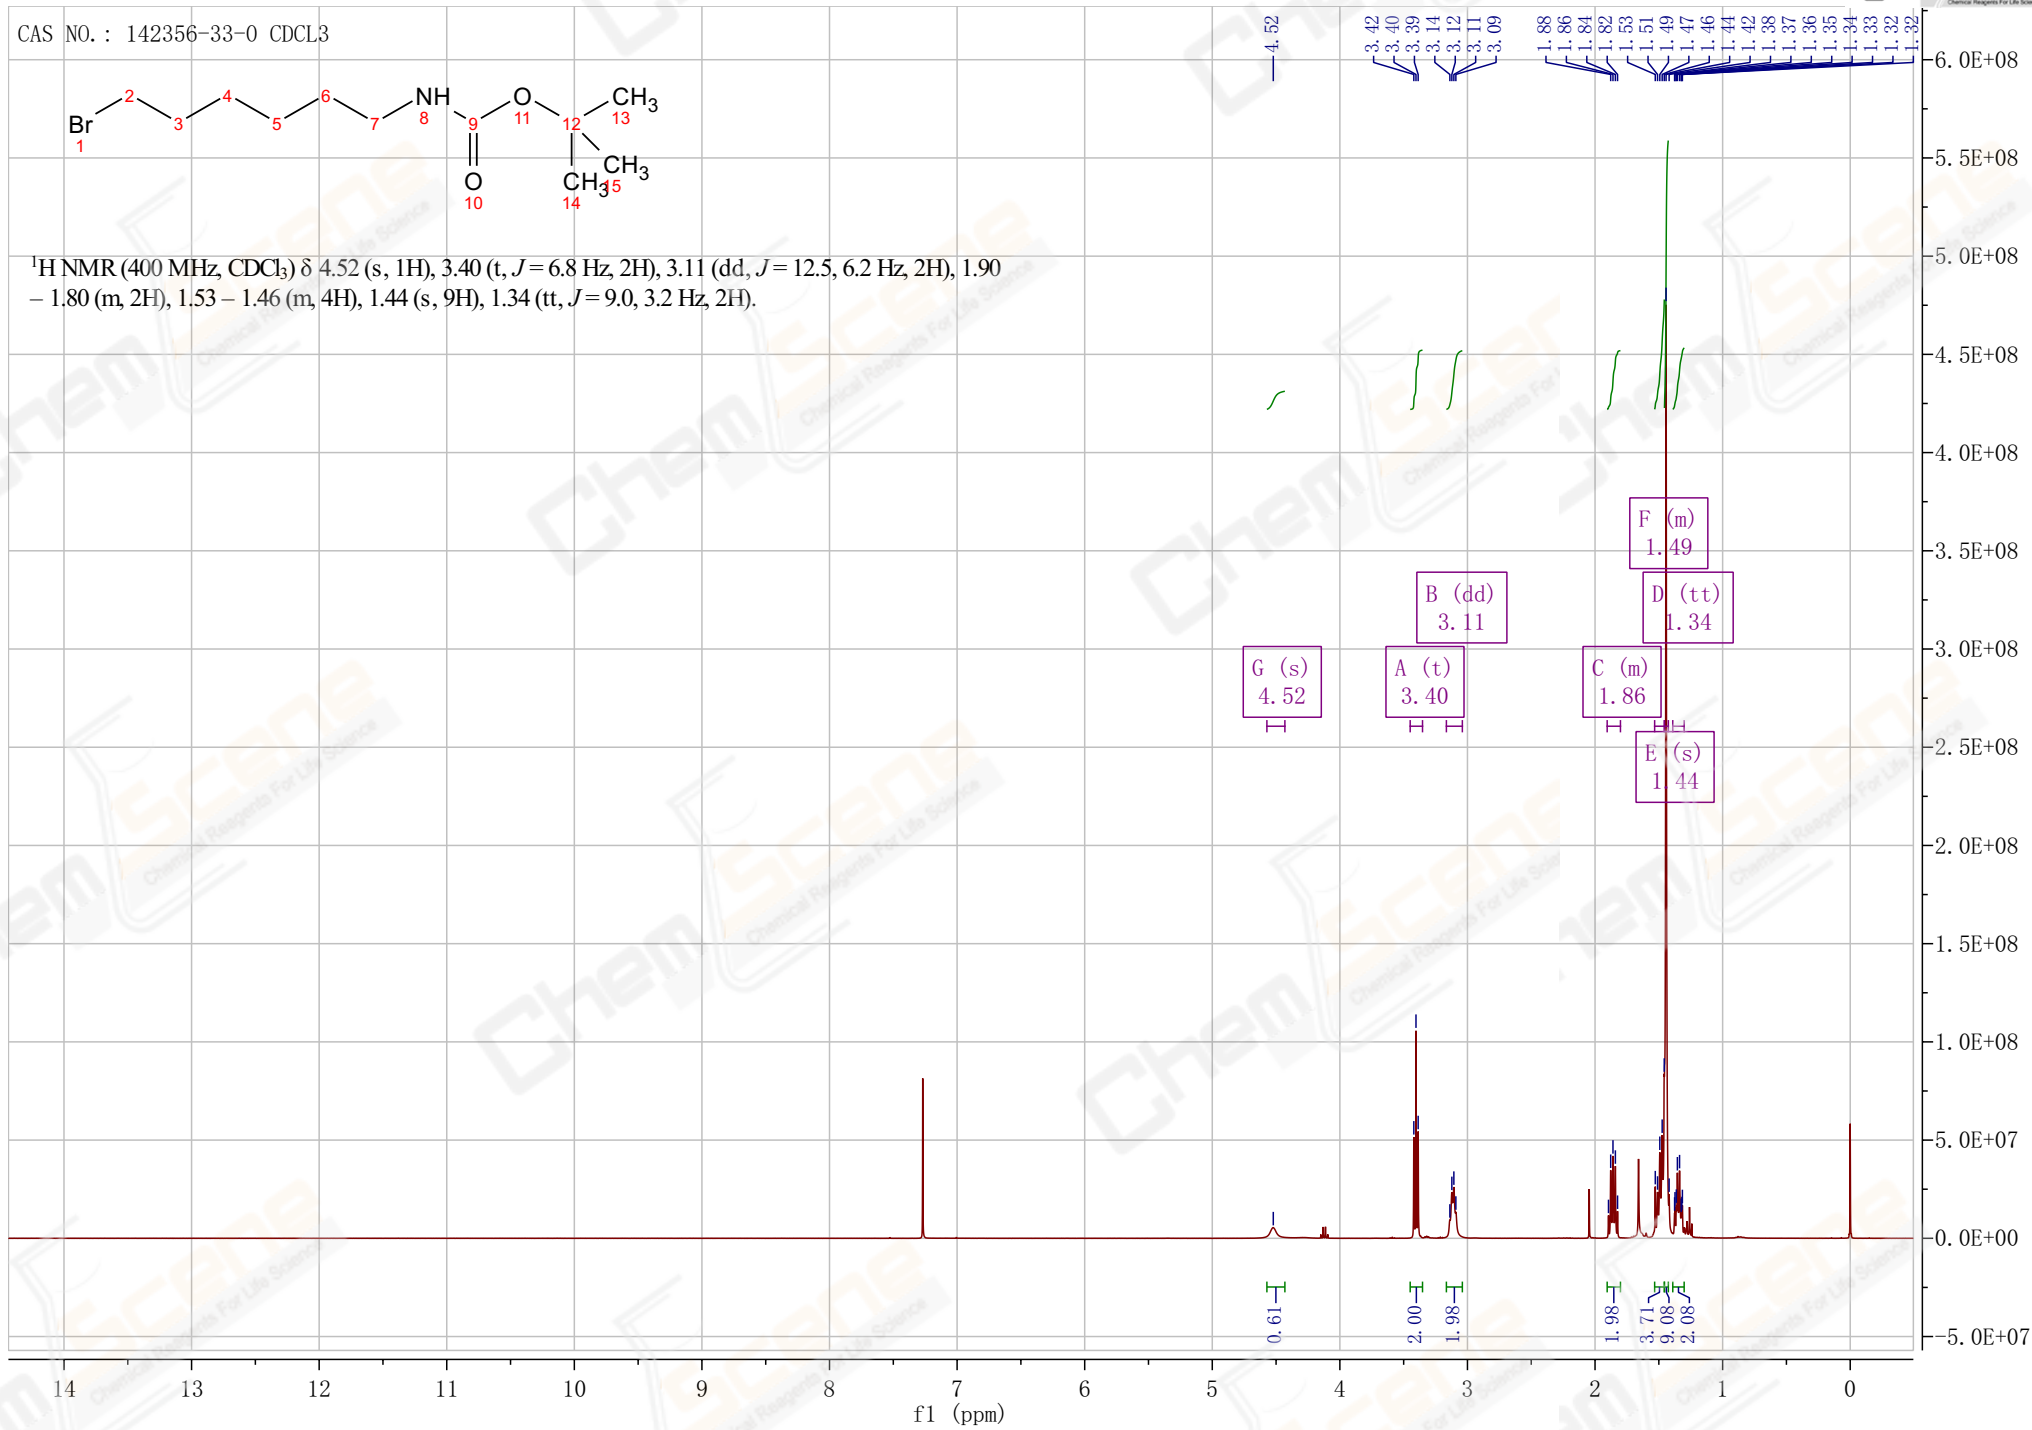 CAS NO.: 142356-33-0 CDCL3
Br
1
2
3
4
5
6
7
NH
8
9
O
10
O
11
12
CH3
13
CH3
14
CH3
15
¹H NMR (400 MHz, CDCl₃) δ 4.52 (s, 1H), 3.40 (t, J = 6.8 Hz, 2H), 3.11 (dd, J = 12.5, 6.2 Hz, 2H), 1.90
– 1.80 (m, 2H), 1.53 – 1.46 (m, 4H), 1.44 (s, 9H), 1.34 (tt, J = 9.0, 3.2 Hz, 2H).
4.52
3.42
3.40
3.39
3.14
3.12
3.11
3.09
1.88
1.86
1.84
1.82
1.53
1.51
1.49
1.47
1.46
1.44
1.42
1.38
1.37
1.36
1.35
1.34
1.33
1.32
1.32
6.0E+08
5.5E+08
5.0E+08
4.5E+08
4.0E+08
3.5E+08
3.0E+08
2.5E+08
2.0E+08
1.5E+08
1.0E+08
5.0E+07
0.0E+00
-5.0E+07
F (m)
1.49
B (dd)
3.11
D (tt)
1.34
G (s)
4.52
A (t)
3.40
C (m)
1.86
E (s)
1.44
0.61
2.00
1.98
1.98
3.71
9.08
2.08
14 13 12 11 10 9 8 7 6 5 4 3 2 1 0
f1 (ppm)
ChemScene
Chemical Reagents For Life Science